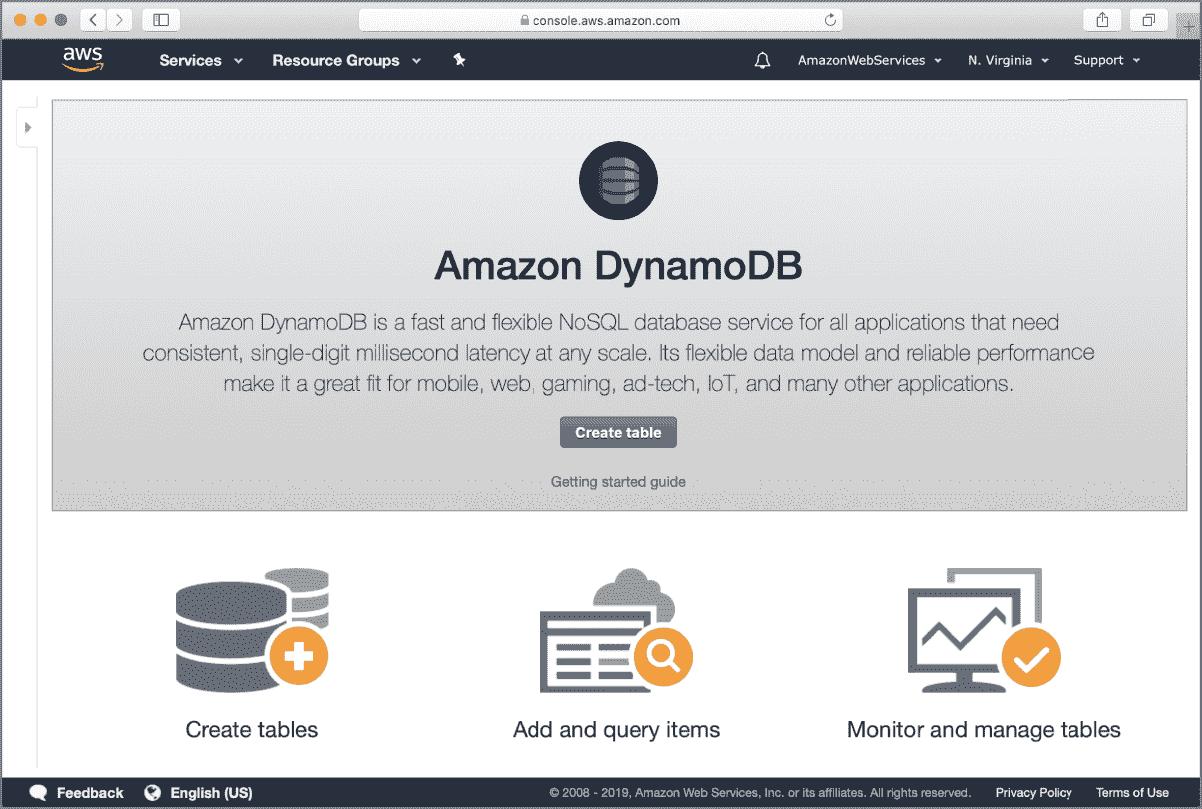 console.aws.amazon.com
aws Services Resource Groups AmazonWebServices N. Virginia Support
Amazon DynamoDB
Amazon DynamoDB is a fast and flexible NoSQL database service for all applications that need
consistent, single-digit millisecond latency at any scale. Its flexible data model and reliable performance
make it a great fit for mobile, web, gaming, ad-tech, IoT, and many other applications.
Create table
Getting started guide
Create tables
Add and query items
Monitor and manage tables
Feedback English (US) © 2008 - 2019, Amazon Web Services, Inc. or its affiliates. All rights reserved. Privacy Policy Terms of Use